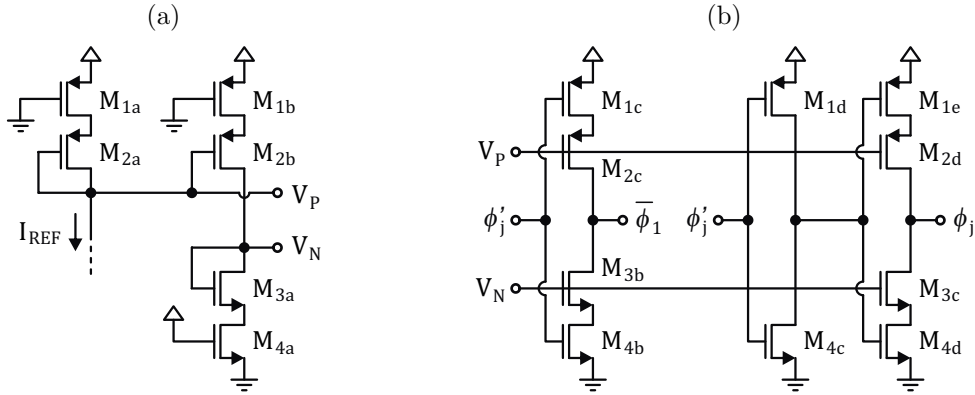 (a)
(b)
M1a
M1b
M2a
M2b
VP
IREF
VN
M3a
M4a
M1c
M1d
M1e
VP
M2c
M2d
ϕ'j
ϕ̅1
ϕ'j
ϕj
M3b
VN
M3c
M4b
M4c
M4d